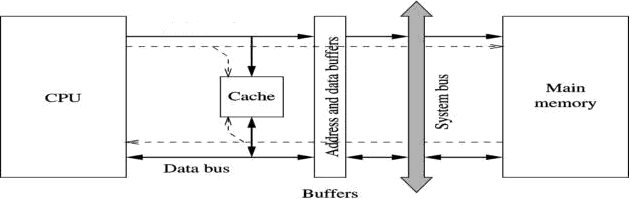 CPU
Cache
Data bus
Address and data buffers
Buffers
System bus
Main
memory